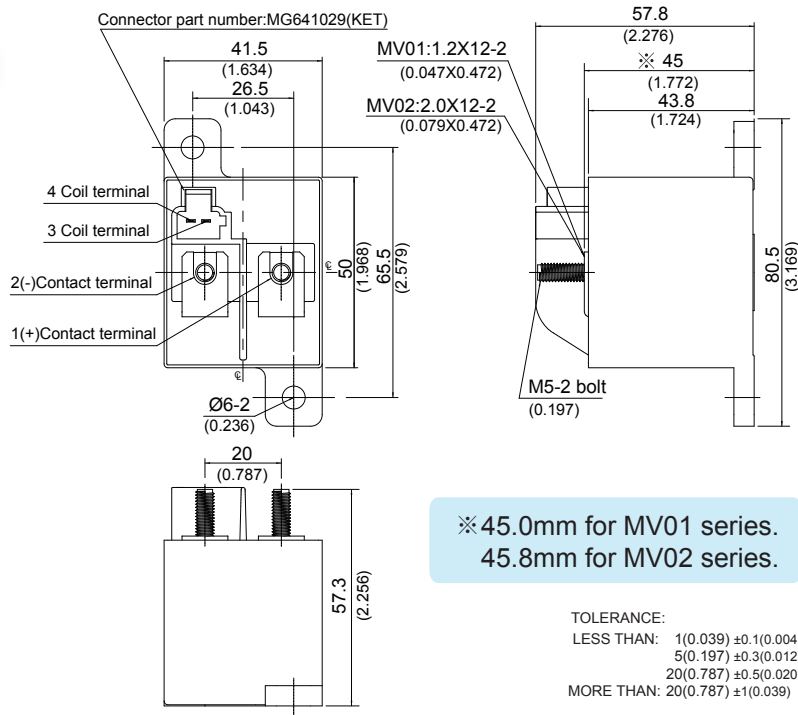 Connector part number:MG641029(KET)
41.5
(1.634)
26.5
(1.043)
4 Coil terminal
3 Coil terminal
2(-)Contact terminal
1(+)Contact terminal
℄
℄
50
(1.968)
65.5
(2.579)
Ø6-2
(0.236)
MV01:1.2X12-2
(0.047X0.472)
MV02:2.0X12-2
(0.079X0.472)
57.8
(2.276)
※ 45
(1.772)
43.8
(1.724)
80.5
(3.169)
M5-2 bolt
(0.197)
20
(0.787)
57.3
(2.256)
※45.0mm for MV01 series.
45.8mm for MV02 series.
TOLERANCE:
LESS THAN: 1(0.039) ±0.1(0.004
5(0.197) ±0.3(0.012
20(0.787) ±0.5(0.020
MORE THAN: 20(0.787) ±1(0.039)